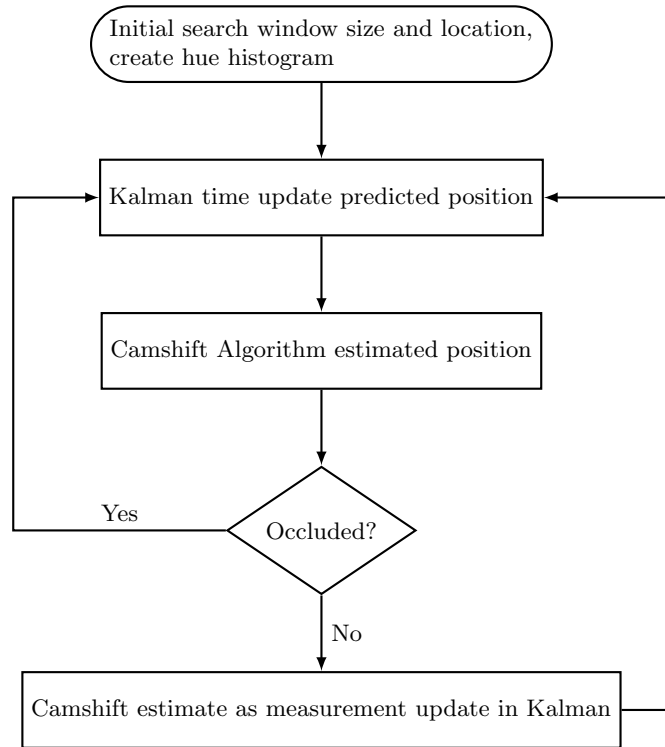 Initial search window size and location,
create hue histogram
Kalman time update predicted position
Camshift Algorithm estimated position
Yes
Occluded?
No
Camshift estimate as measurement update in Kalman